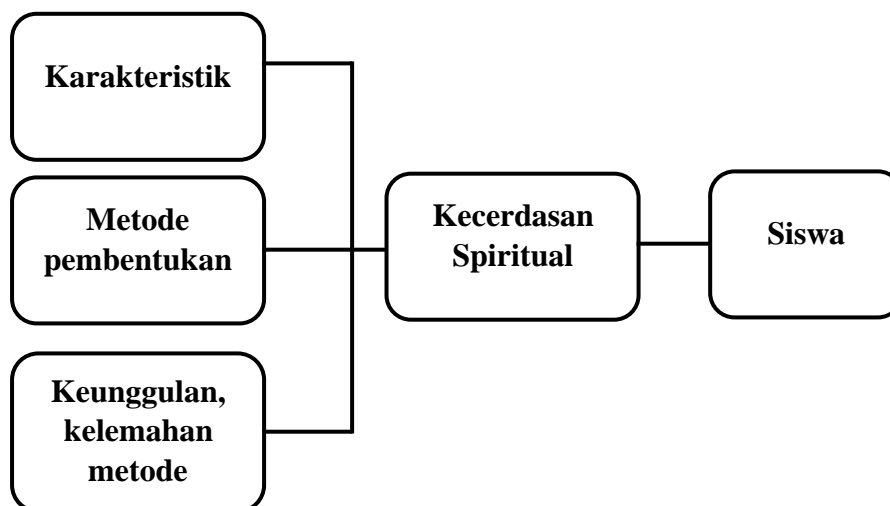 Karakteristik
Metode
pembentukan
Keunggulan,
kelemahan
metode
Kecerdasan
Spiritual
Siswa